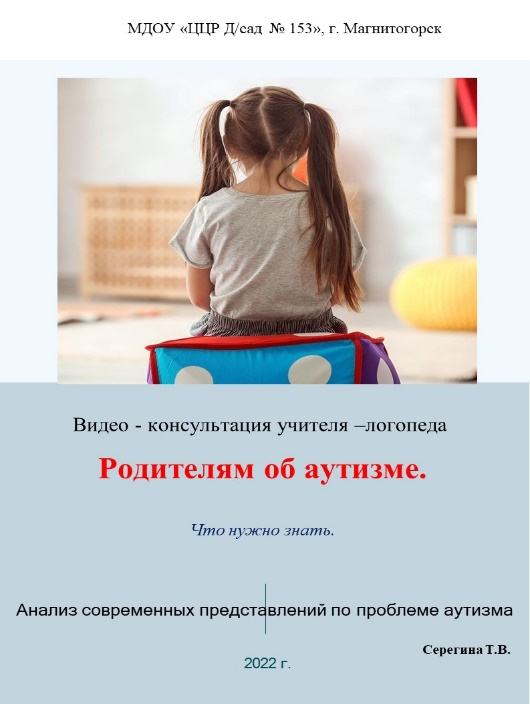 МДОУ «ЦЦР Д/сад № 153», г. Магнитогорск
Видео - консультация учителя –логопеда
Родителям об аутизме.
Что нужно знать.
Анализ современных представлений по проблеме аутизма
Серегина Т.В.
2022 г.